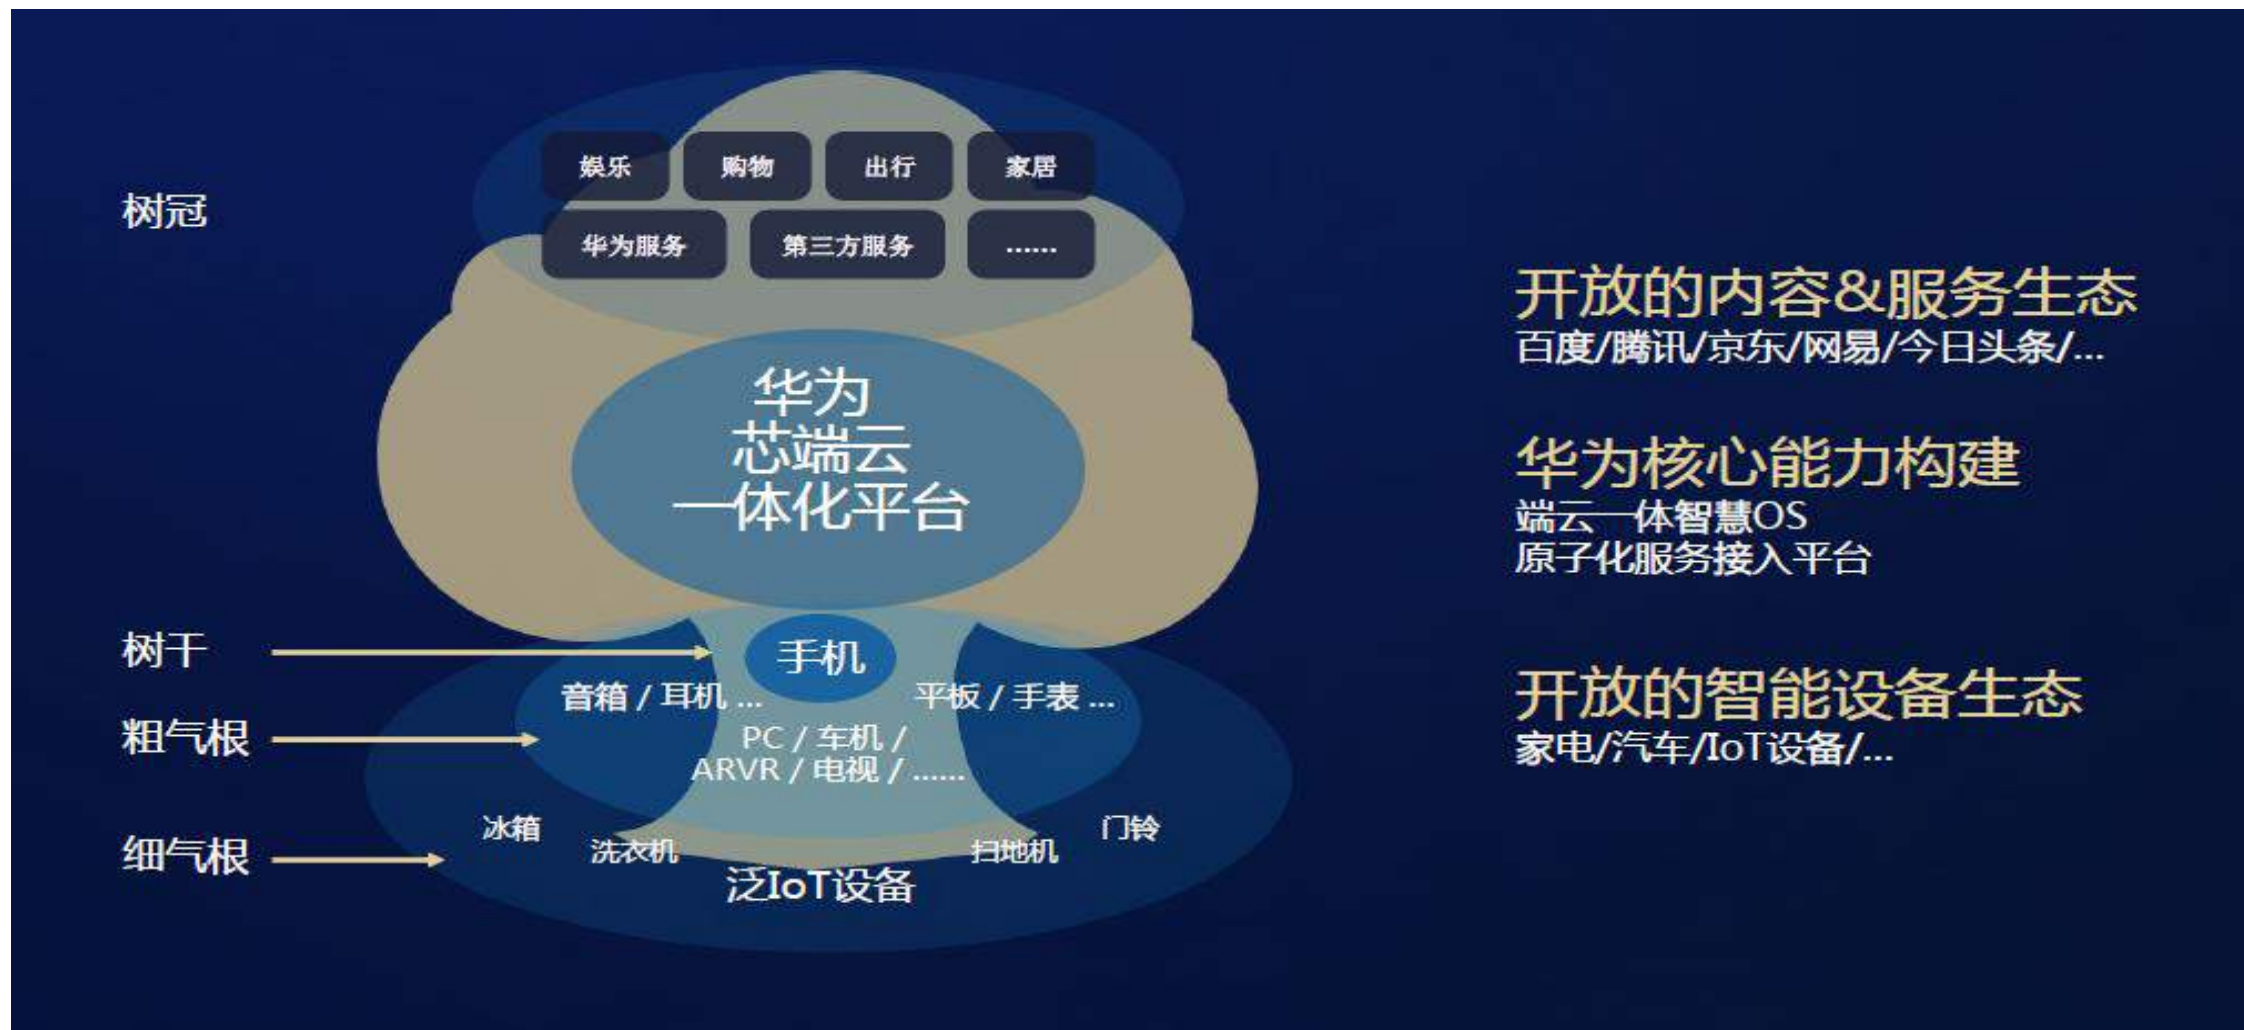 树冠
娱乐
购物
出行
家居
华为服务
第三方服务
......
华为
芯端云
一体化平台
树干
手机
音箱 / 耳机 ...
平板 / 手表 ...
粗气根
PC / 车机 /
ARVR / 电视 / ......
细气根
冰箱
洗衣机
扫地机
门铃
泛IoT设备
开放的内容&服务生态
百度/腾讯/京东/网易/今日头条/...
华为核心能力构建
端云一体智慧OS
原子化服务接入平台
开放的智能设备生态
家电/汽车/IoT设备/...